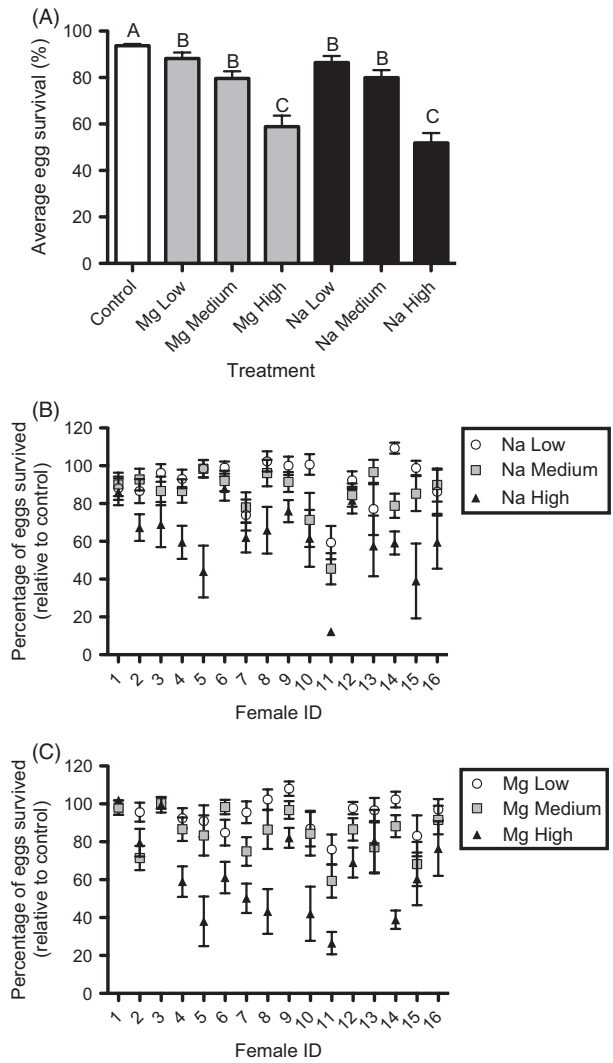 (A)
Average egg survival (%)
100
80
60
40
20
0
A
B
B
C
B
B
C
Control
Mg Low
Mg Medium
Mg High
Na Low
Na Medium
Na High
Treatment
(B)
Percentage of eggs survived
(relative to control)
120
100
80
60
40
20
0
1 2 3 4 5 6 7 8 9 10 11 12 13 14 15 16
Female ID
Na Low
Na Medium
Na High
(C)
Percentage of eggs survived
(relative to control)
120
100
80
60
40
20
0
1 2 3 4 5 6 7 8 9 10 11 12 13 14 15 16
Female ID
Mg Low
Mg Medium
Mg High